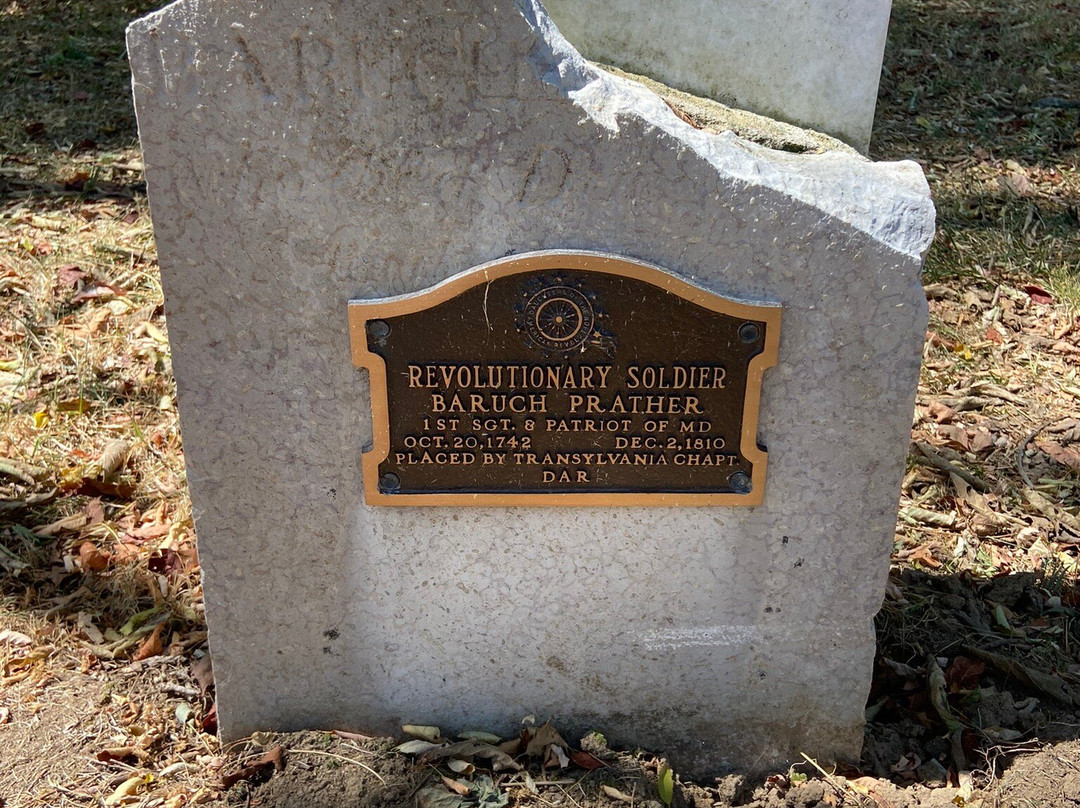 REVOLUTIONARY SOLDIER
BARUCH PRATHER
1ST SGT. & PATRIOT OF MD
OCT. 20, 1742 DEC. 2, 1810
PLACED BY TRANSYLVANIA CHAPT.
DAR